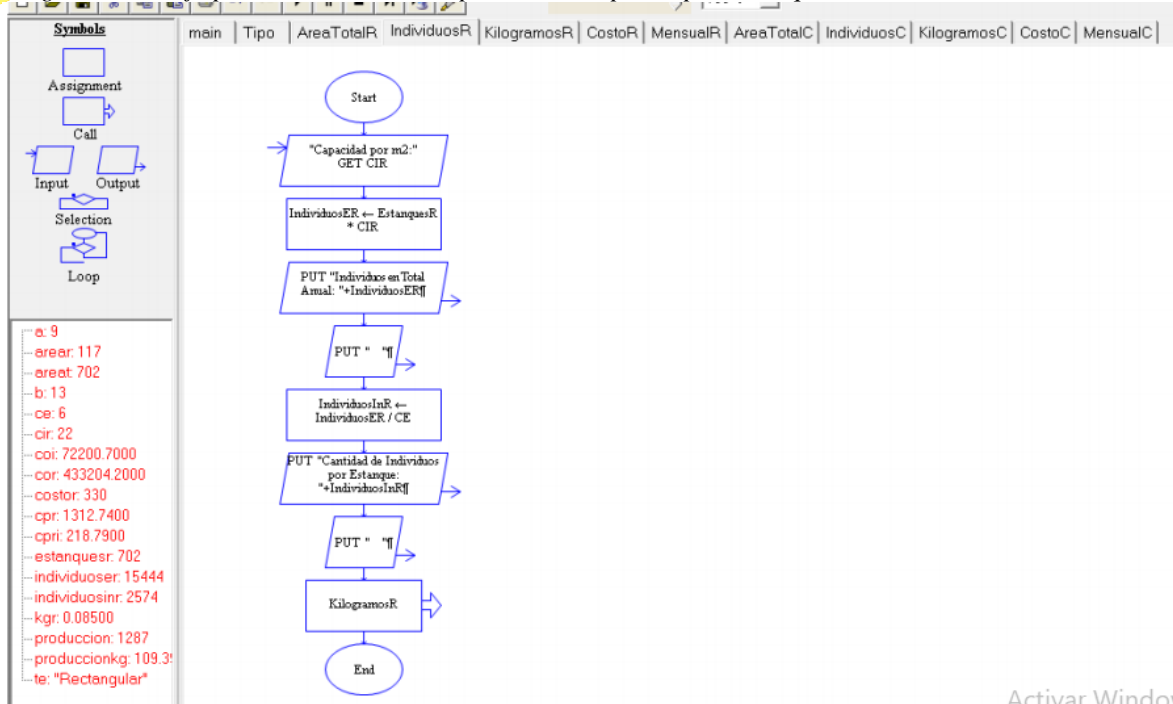 Symbols
Assignment
Call
Input Output
Selection
Loop
main Tipo AreaTotalR IndividuosR KilogramosR CostoR MensualR AreaTotalC IndividuosC KilogramosC CostoC MensualC
Start
"Capacidad por m2:"
GET CIR
IndividuosER ← EstanquesR
* CIR
PUT "Individuos en Total
Anual: "+IndividuosER¶
PUT " "¶
IndividuosInR ←
IndividuosER / CE
PUT "Cantidad de Individuos
por Estanque:
"+IndividuosInR¶
PUT " "¶
KilogramosR
End
a: 9
arear: 117
areat: 702
b: 13
ce: 6
cir: 22
coi: 72200.7000
cor: 433204.2000
costor: 330
cpr: 1312.7400
cpri: 218.7900
estanquesr: 702
individuoser: 15444
individuosinr: 2574
kgr: 0.08500
produccion: 1287
produccionkg: 109.39
te: "Rectangular"
Activar Window